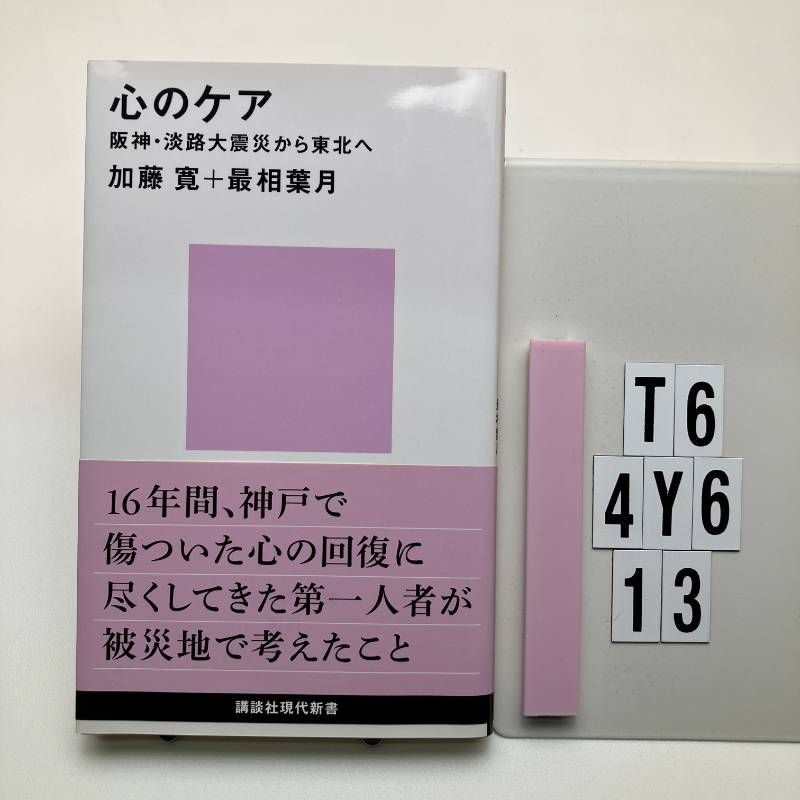 心のケア
阪神・淡路大震災から東北へ
加藤 寛＋最相葉月
16年間、神戸で
傷ついた心の回復に
尽くしてきた第一人者が
被災地で考えたこと
講談社現代新書
T6
4Y6
13